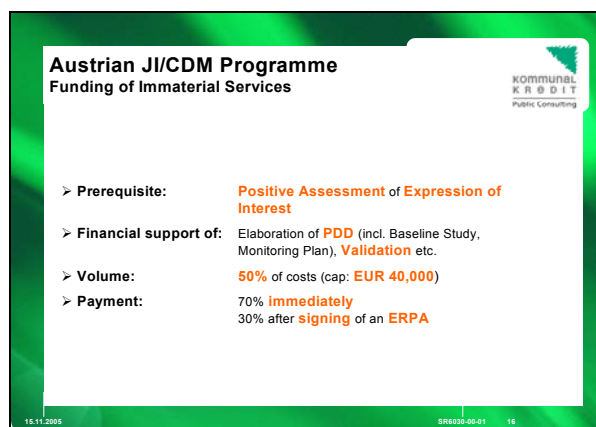 Austrian JI/CDM Programme
Funding of Immaterial Services
KOMMUNAL
KREDIT
Public Consulting
➢ Prerequisite: Positive Assessment of Expression of
Interest
➢ Financial support of: Elaboration of PDD (incl. Baseline Study,
Monitoring Plan), Validation etc.
➢ Volume: 50% of costs (cap: EUR 40,000)
➢ Payment: 70% immediately
30% after signing of an ERPA
15.11.2005 SR6030-00-01 16